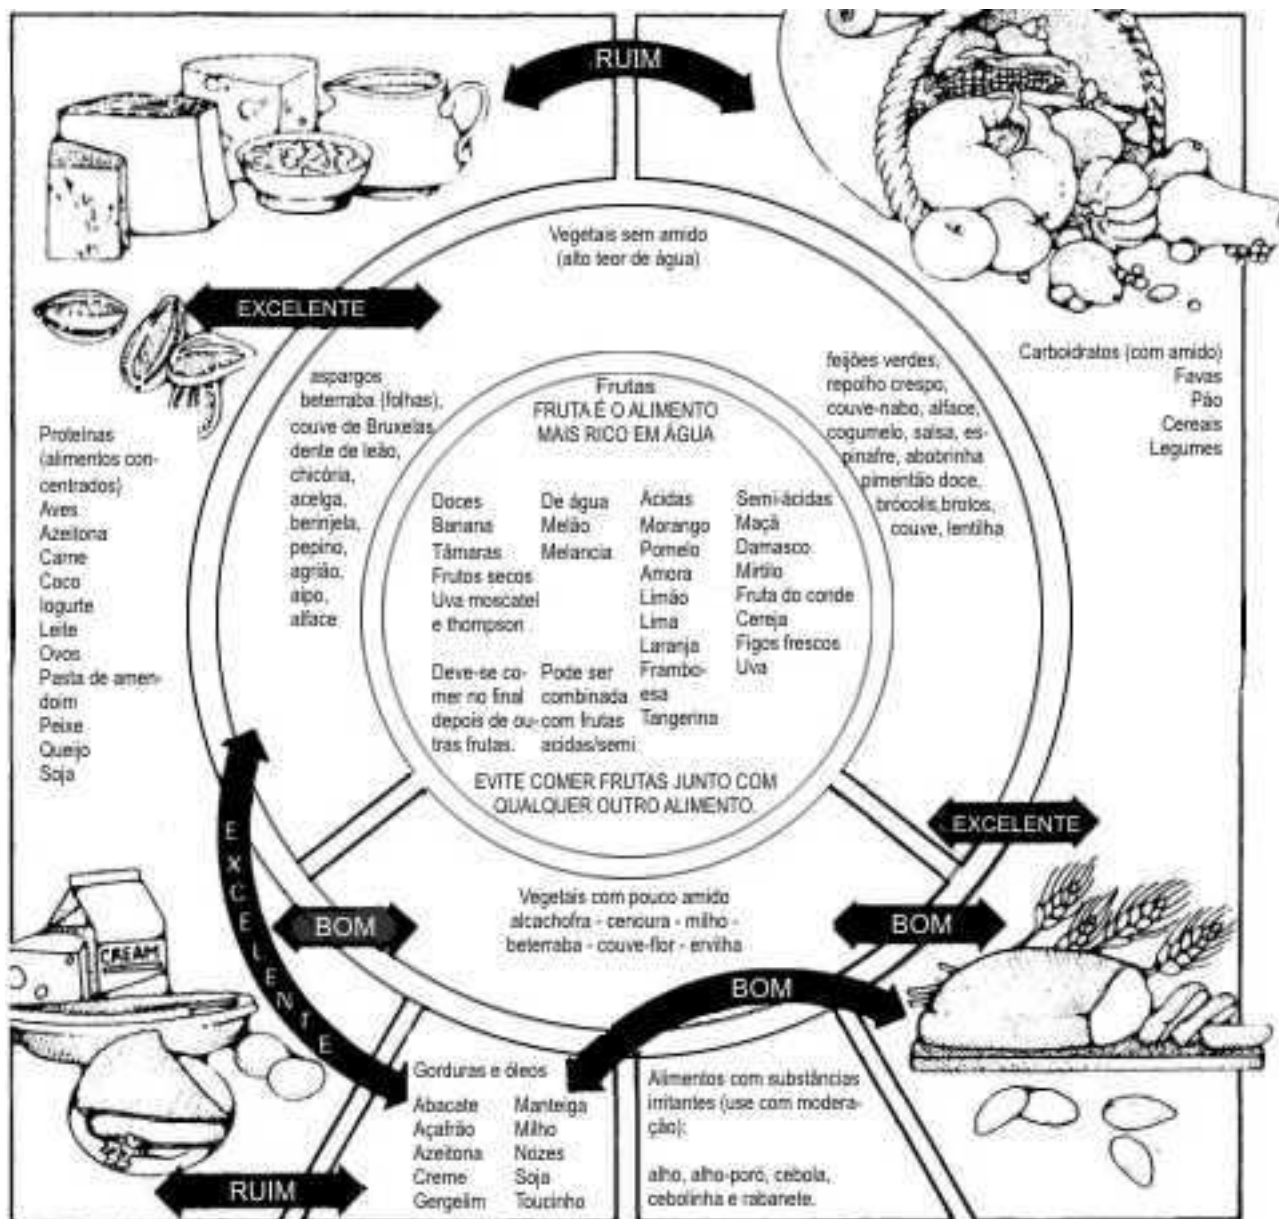 RUIM
Vegetais sem amido
(alto teor de água)
EXCELENTE
aspargos
beterraba (folhas),
couve de Bruxelas,
dente de leão,
chicória,
acelga,
berinjela,
pepino,
agrião,
aipo,
alface
feijões verdes,
repolho crespo,
couve-nabo, alface,
cogumelo, salsa, es-
pinafre, abobrinha
pimentão doce,
brócolis,brotos,
couve, lentilha
Carboidratos (com amido)
Favas
Pão
Cereais
Legumes
Proteínas
(alimentos con-
centrados)
Aves
Azeitona
Carne
Coco
Iogurte
Leite
Ovos
Pasta de amen-
doim
Peixe
Queijo
Soja
Frutas
FRUTA É O ALIMENTO
MAIS RICO EM ÁGUA
Doces
Banana
Tâmaras
Frutos secos
Uva moscatel
e thompson
Deve-se co-
mer no final
depois de ou-
tras frutas.
De água
Melão
Melancia
Pode ser
combinada
com frutas
acidas/semi
Ácidas
Morango
Pomelo
Amora
Limão
Lima
Laranja
Frambo-
esa
Tangerina
Semi-ácidas
Maçã
Damasco
Mirtilo
Fruta do conde
Cereja
Figos frescos
Uva
EVITE COMER FRUTAS JUNTO COM
QUALQUER OUTRO ALIMENTO.
EXCELENTE
EXCELENTE
Vegetais com pouco amido
alcachofra - cenoura - milho -
beterraba - couve-flor - ervilha
BOM
BOM
BOM
CREAM
Gorduras e óleos
Abacate
Açafrão
Azeitona
Creme
Gergelim
Manteiga
Milho
Nozes
Soja
Toucinho
Alimentos com substâncias
irritantes (use com modera-
ção):
alho, alho-poró, cebola,
cebolinha e rabanete.
RUIM